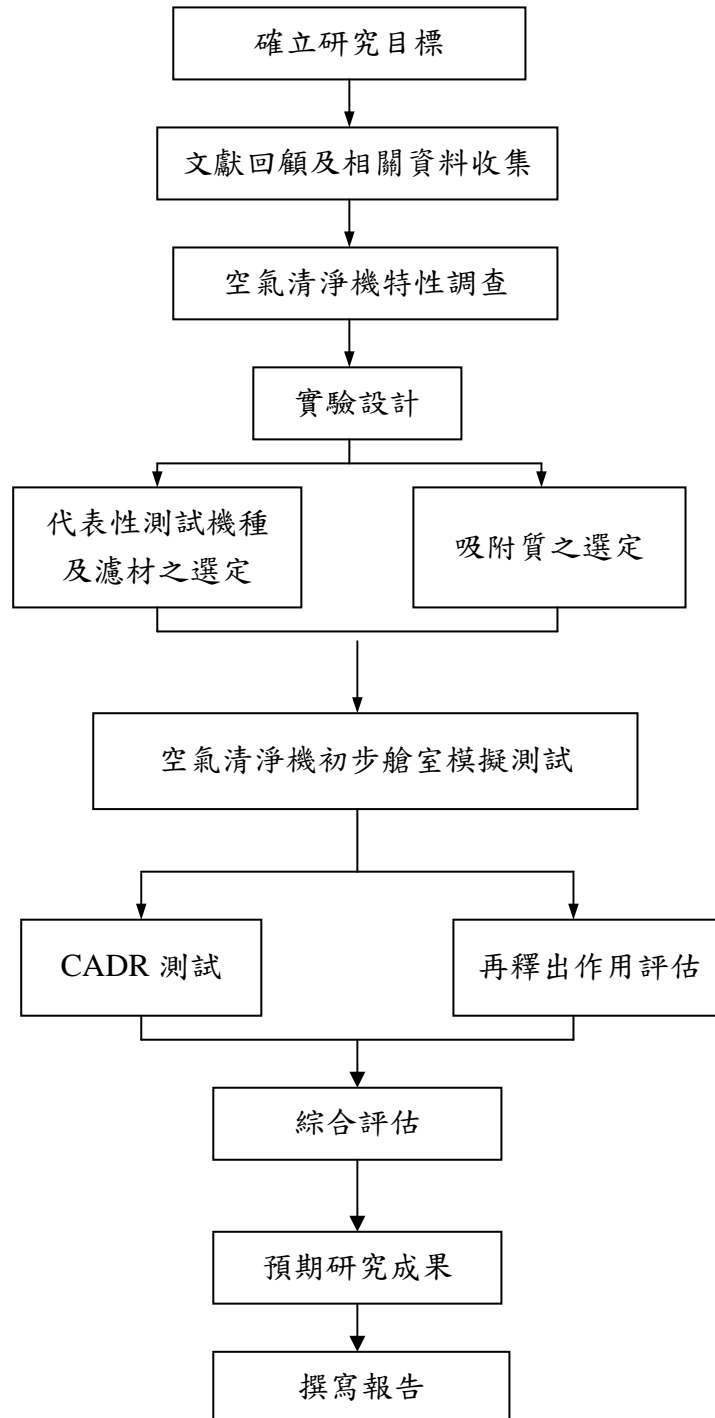 確立研究目標
文獻回顧及相關資料收集
空氣清淨機特性調查
實驗設計
代表性測試機種
及濾材之選定
吸附質之選定
空氣清淨機初步艙室模擬測試
CADR 測試
再釋出作用評估
綜合評估
預期研究成果
撰寫報告